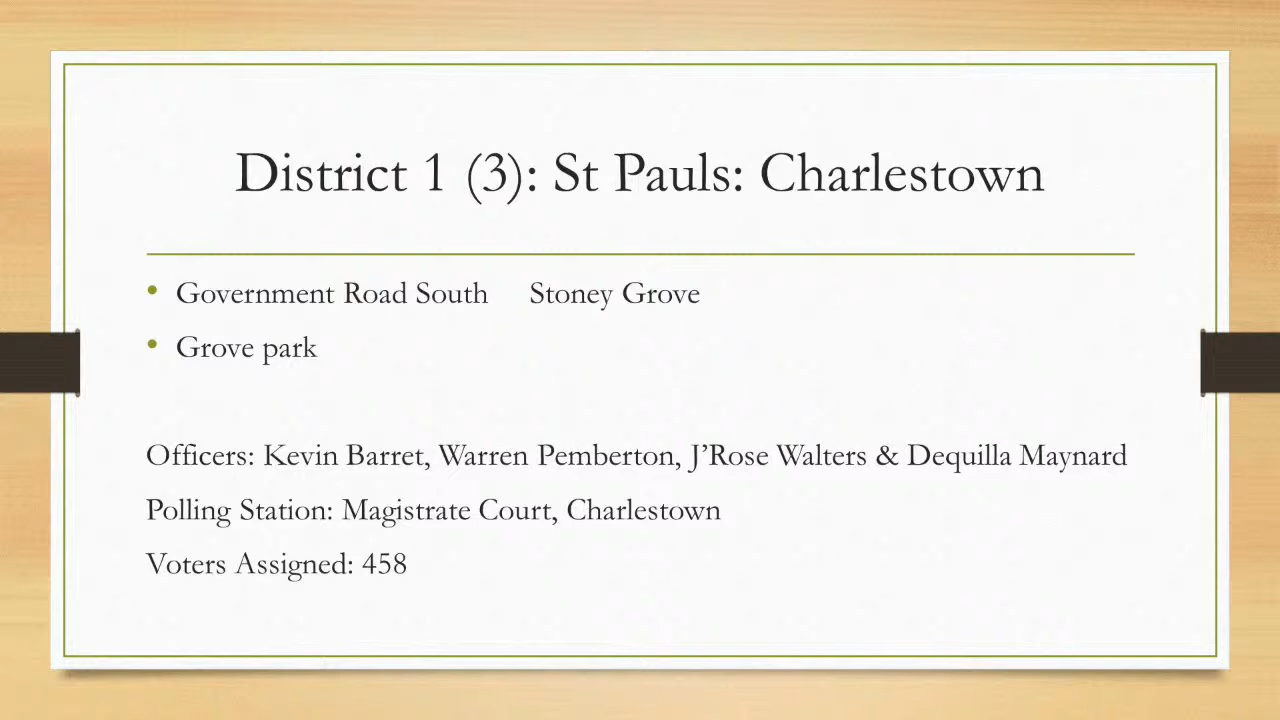 District 1 (3): St Pauls: Charlestown
• Government Road South Stoney Grove
• Grove park
Officers: Kevin Barret, Warren Pemberton, J’Rose Walters & Dequilla Maynard
Polling Station: Magistrate Court, Charlestown
Voters Assigned: 458